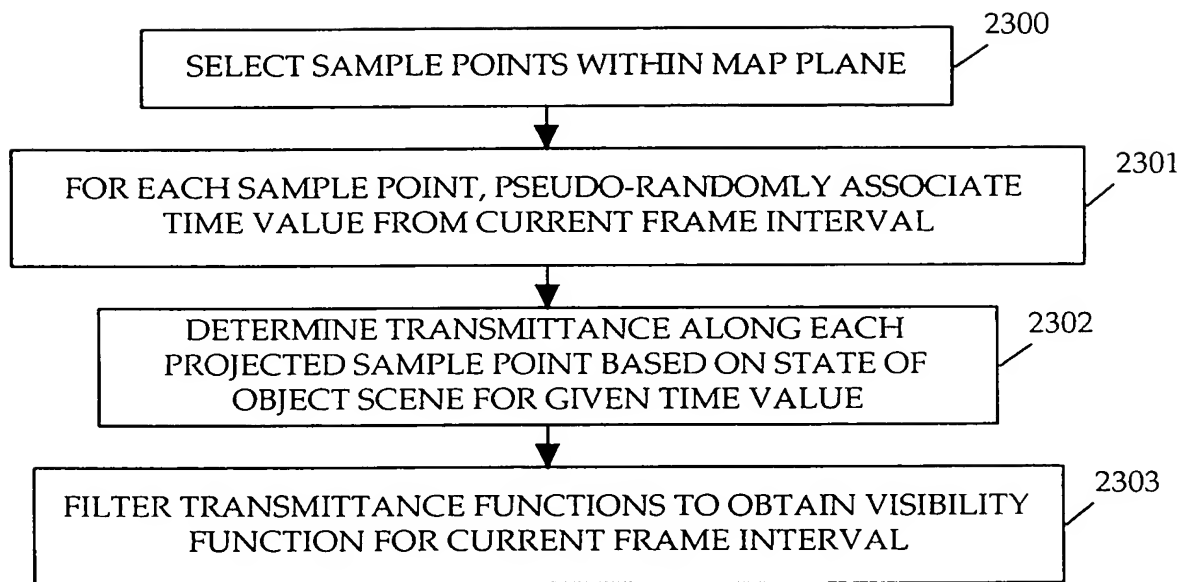 2300
SELECT SAMPLE POINTS WITHIN MAP PLANE
2301
FOR EACH SAMPLE POINT, PSEUDO-RANDOMLY ASSOCIATE
TIME VALUE FROM CURRENT FRAME INTERVAL
2302
DETERMINE TRANSMITTANCE ALONG EACH
PROJECTED SAMPLE POINT BASED ON STATE OF
OBJECT SCENE FOR GIVEN TIME VALUE
2303
FILTER TRANSMITTANCE FUNCTIONS TO OBTAIN VISIBILITY
FUNCTION FOR CURRENT FRAME INTERVAL